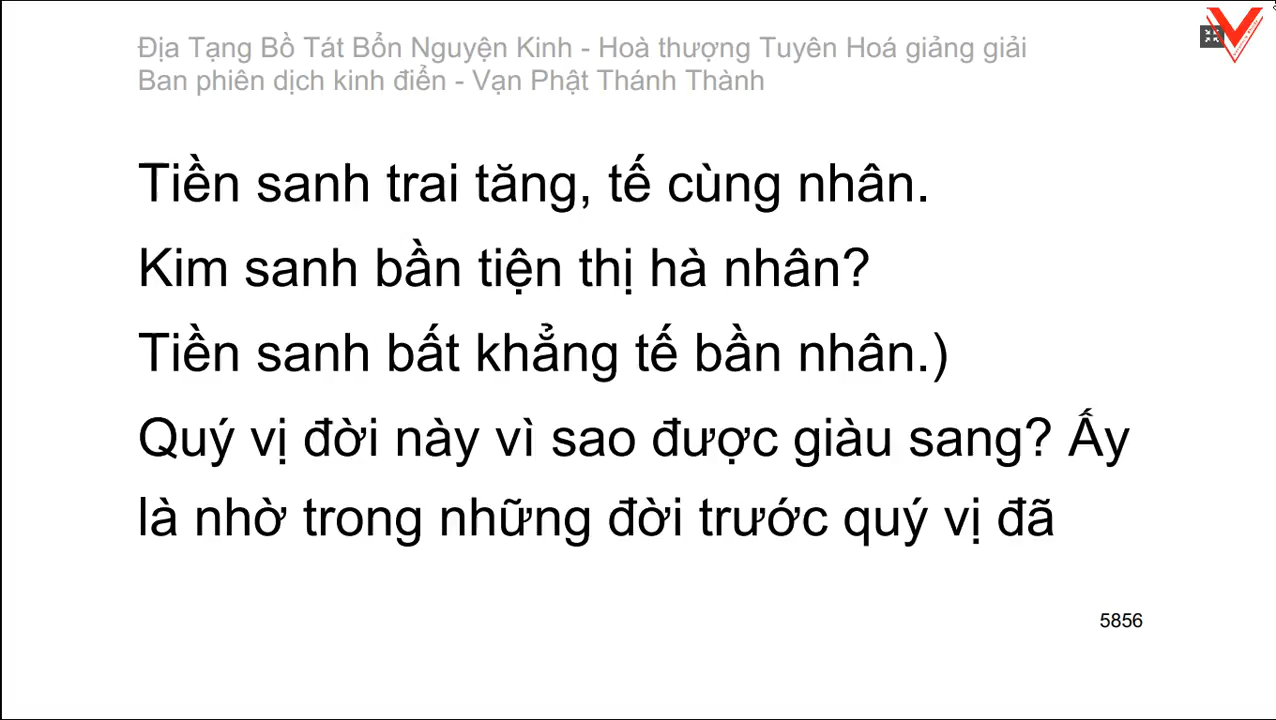 Địa Tạng Bồ Tát Bổn Nguyện Kinh - Hoà thượng Tuyên Hoá giảng giải
Ban phiên dịch kinh điển - Vạn Phật Thánh Thành
Tiền sanh trai tăng, tế cùng nhân.
Kim sanh bần tiện thị hà nhân?
Tiền sanh bất khẳng tế bần nhân.)
Quý vị đời này vì sao được giàu sang? Ấy
là nhờ trong những đời trước quý vị đã
5856